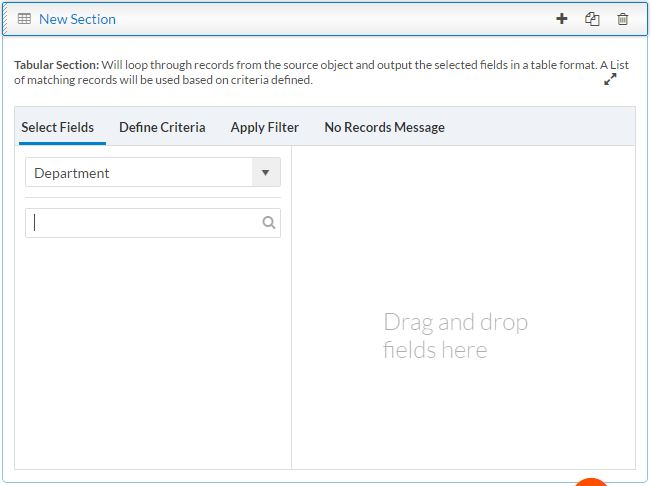 New Section
Tabular Section: Will loop through records from the source object and output the selected fields in a table format. A List
of matching records will be used based on criteria defined.
Select Fields Define Criteria Apply Filter No Records Message
Department
Drag and drop
fields here